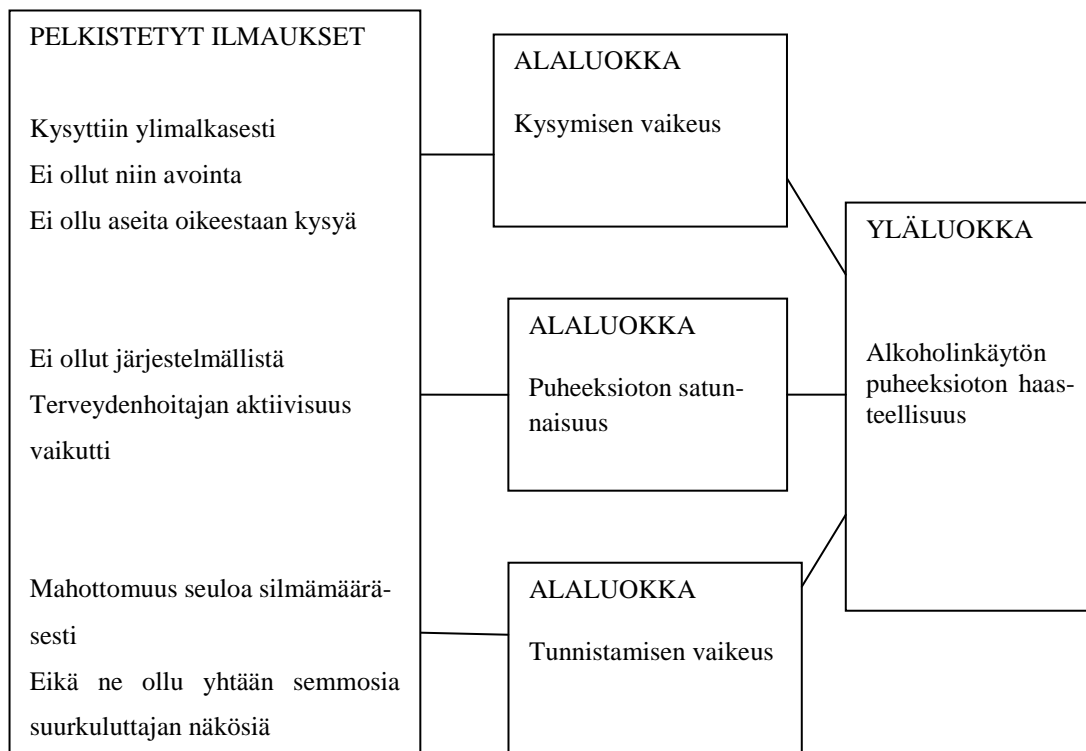 PELKISTETYT ILMAUKSET
Kysyttiin ylimalkasesti
Ei ollut niin avointa
Ei ollu aseita oikeestaan kysyä
Ei ollut järjestelmällistä
Terveydenhoitajan aktiivisuus
vaikutti
Mahottomuus seuloa silmämäärä-
sesti
Eikä ne ollu yhtään semmosia
suurkuluttajan näkösiä
ALALUOKKA
Kysymisen vaikeus
ALALUOKKA
Puheeksioton satun-
naisuus
ALALUOKKA
Tunnistamisen vaikeus
YLÄLUOKKA
Alkoholinkäytön
puheeksioton haas-
teellisuus